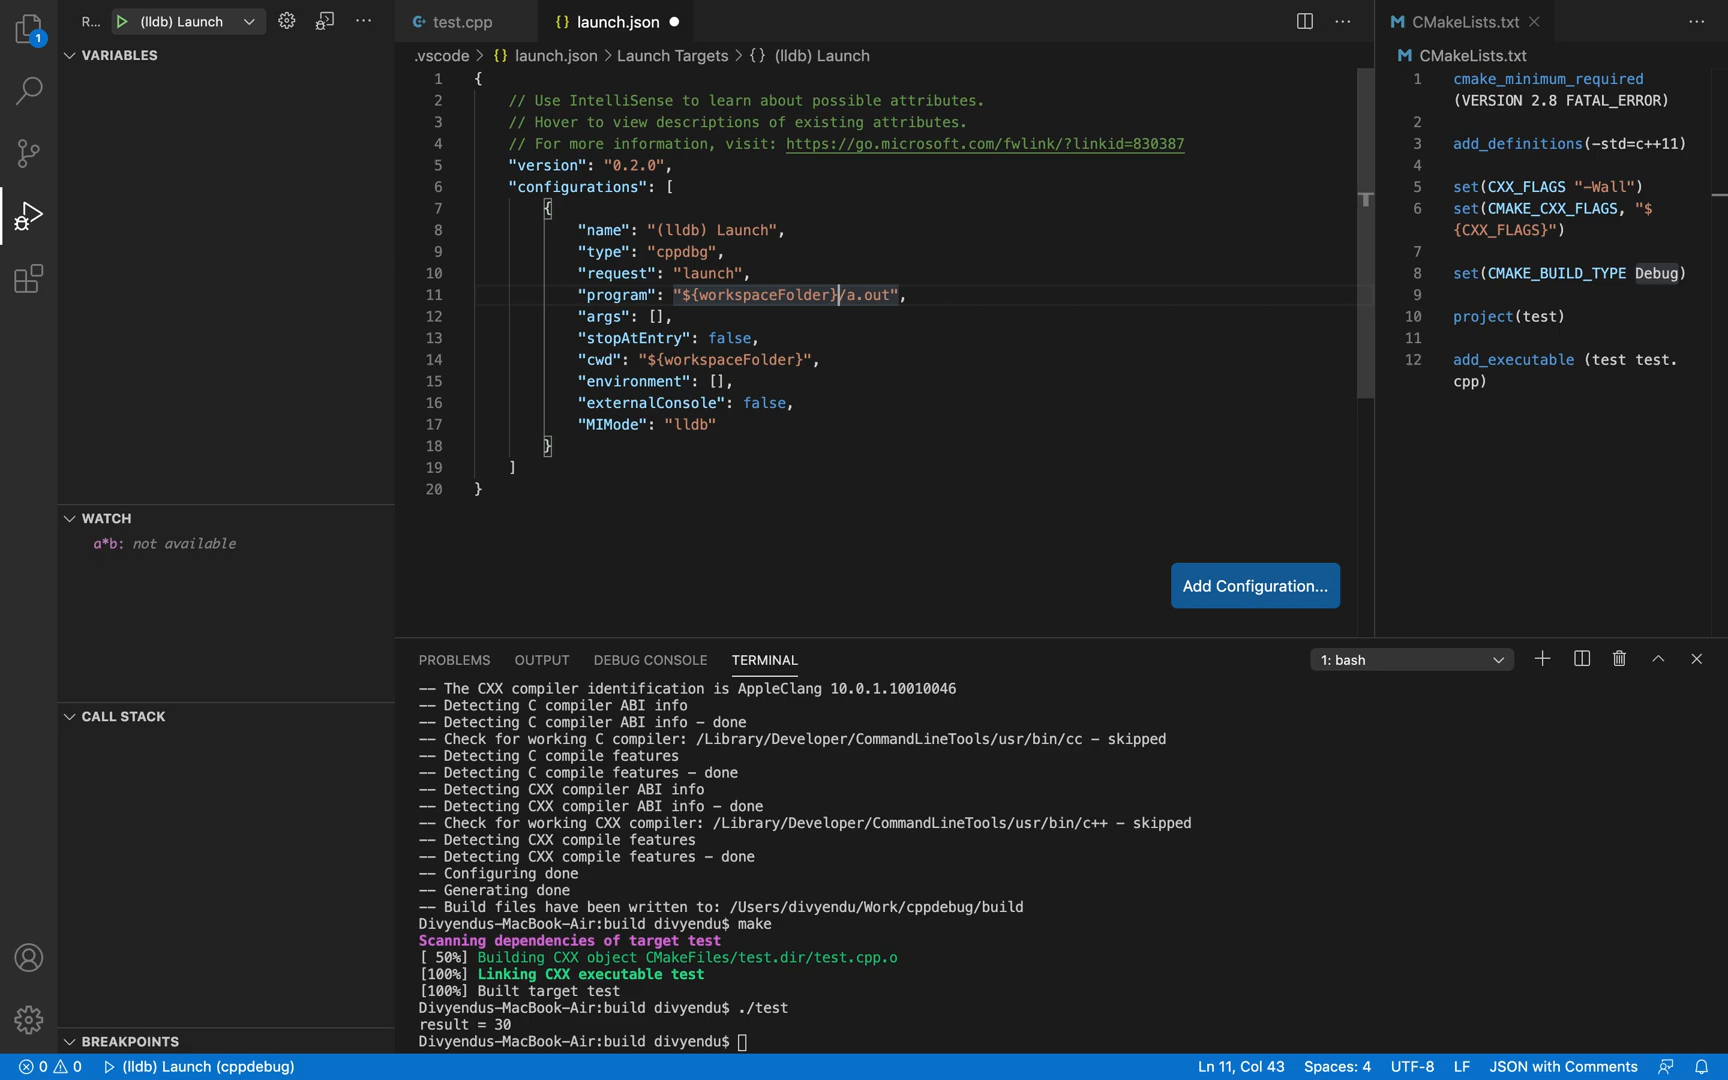 1
R... (lldb) Launch
VARIABLES
WATCH
a*b: not available
CALL STACK
BREAKPOINTS
test.cpp
{} launch.json
.vscode > {} launch.json > Launch Targets > {} (lldb) Launch
1 {
2 // Use IntelliSense to learn about possible attributes.
3 // Hover to view descriptions of existing attributes.
4 // For more information, visit: https://go.microsoft.com/fwlink/?linkid=830387
5 "version": "0.2.0",
6 "configurations": [
7 {
8 "name": "(lldb) Launch",
9 "type": "cppdbg",
10 "request": "launch",
11 "program": "${workspaceFolder}/a.out",
12 "args": [],
13 "stopAtEntry": false,
14 "cwd": "${workspaceFolder}",
15 "environment": [],
16 "externalConsole": false,
17 "MIMode": "lldb"
18 }
19 ]
20 }
Add Configuration...
M CMakeLists.txt
M CMakeLists.txt
1 cmake_minimum_required
(VERSION 2.8 FATAL_ERROR)
2
3 add_definitions(-std=c++11)
4
5 set(CXX_FLAGS "-Wall")
6 set(CMAKE_CXX_FLAGS, "$
{CXX_FLAGS}")
7
8 set(CMAKE_BUILD_TYPE Debug)
9
10 project(test)
11
12 add_executable (test test.
cpp)
PROBLEMS OUTPUT DEBUG CONSOLE TERMINAL
1: bash
-- The CXX compiler identification is AppleClang 10.0.1.10010046
-- Detecting C compiler ABI info
-- Detecting C compiler ABI info - done
-- Check for working C compiler: /Library/Developer/CommandLineTools/usr/bin/cc - skipped
-- Detecting C compile features
-- Detecting C compile features - done
-- Detecting CXX compiler ABI info
-- Detecting CXX compiler ABI info - done
-- Check for working CXX compiler: /Library/Developer/CommandLineTools/usr/bin/c++ - skipped
-- Detecting CXX compile features
-- Detecting CXX compile features - done
-- Configuring done
-- Generating done
-- Build files have been written to: /Users/divyendu/Work/cppdebug/build
Divyendus-MacBook-Air:build divyendu$ make
Scanning dependencies of target test
[ 50%] Building CXX object CMakeFiles/test.dir/test.cpp.o
[100%] Linking CXX executable test
[100%] Built target test
Divyendus-MacBook-Air:build divyendu$ ./test
result = 30
Divyendus-MacBook-Air:build divyendu$
0 0 (lldb) Launch (cppdebug)
Ln 11, Col 43 Spaces: 4 UTF-8 LF JSON with Comments